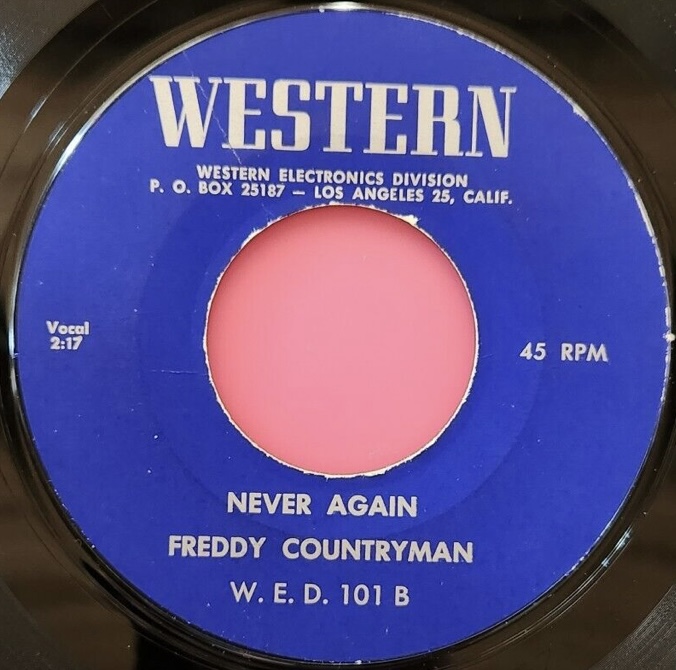 WESTERN
WESTERN ELECTRONICS DIVISION
P. O. BOX 25187 — LOS ANGELES 25, CALIF.
Vocal
2:17
45 RPM
NEVER AGAIN
FREDDY COUNTRYMAN
W. E. D. 101 B